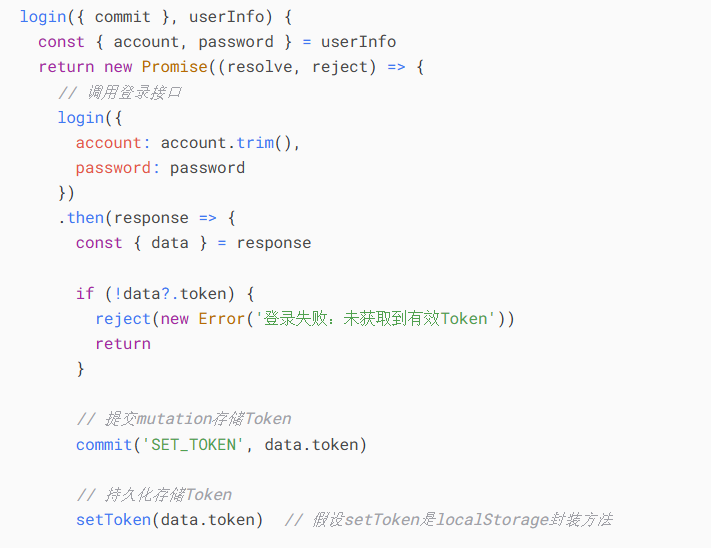 login({ commit }, userInfo) {
  const { account, password } = userInfo
  return new Promise((resolve, reject) => {
    // 调用登录接口
    login({
      account: account.trim(),
      password: password
    })
    .then(response => {
      const { data } = response

      if (!data?.token) {
        reject(new Error('登录失败：未获取到有效Token'))
        return
      }

      // 提交mutation存储Token
      commit('SET_TOKEN', data.token)

      // 持久化存储Token
      setToken(data.token)  // 假设setToken是localStorage封装方法